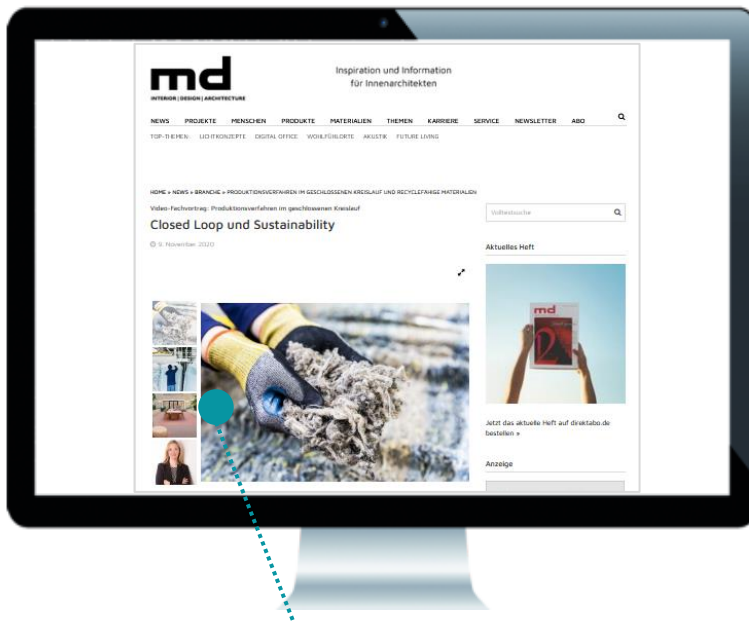 md
INTERIOR | DESIGN | ARCHITECTURE
Inspiration und Information
für Innenarchitekten
NEWS PROJEKTE MENSCHEN PRODUKTE MATERIALIEN THEMEN KARRIERE SERVICE NEWSLETTER ABO
TOP-THEMEN: LICHTKONZEPTE DIGITAL OFFICE WOHLFÜHLORTE AKUSTIK FUTURE LIVING
HOME » NEWS » BRANCHE » PRODUKTIONSVERFAHREN IM GESCHLOSSENEN KREISLAUF UND RECYCLEFÄHIGE MATERIALIEN
Video-Fachvortrag: Produktionsverfahren im geschlossenen Kreislauf
Closed Loop und Sustainability
9. November 2020
Volltextsuche
Aktuelles Heft
md
Jetzt das aktuelle Heft auf direktabo.de
bestellen »
Anzeige